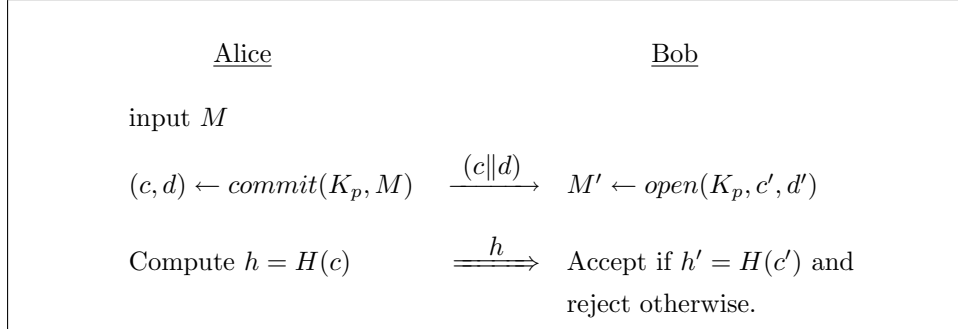 Alice Bob
input M
(c, d) ← commit(K_p, M) (c∥d) M′ ← open(K_p, c′, d′)
Compute h = H(c) h Accept if h′ = H(c′) and
reject otherwise.